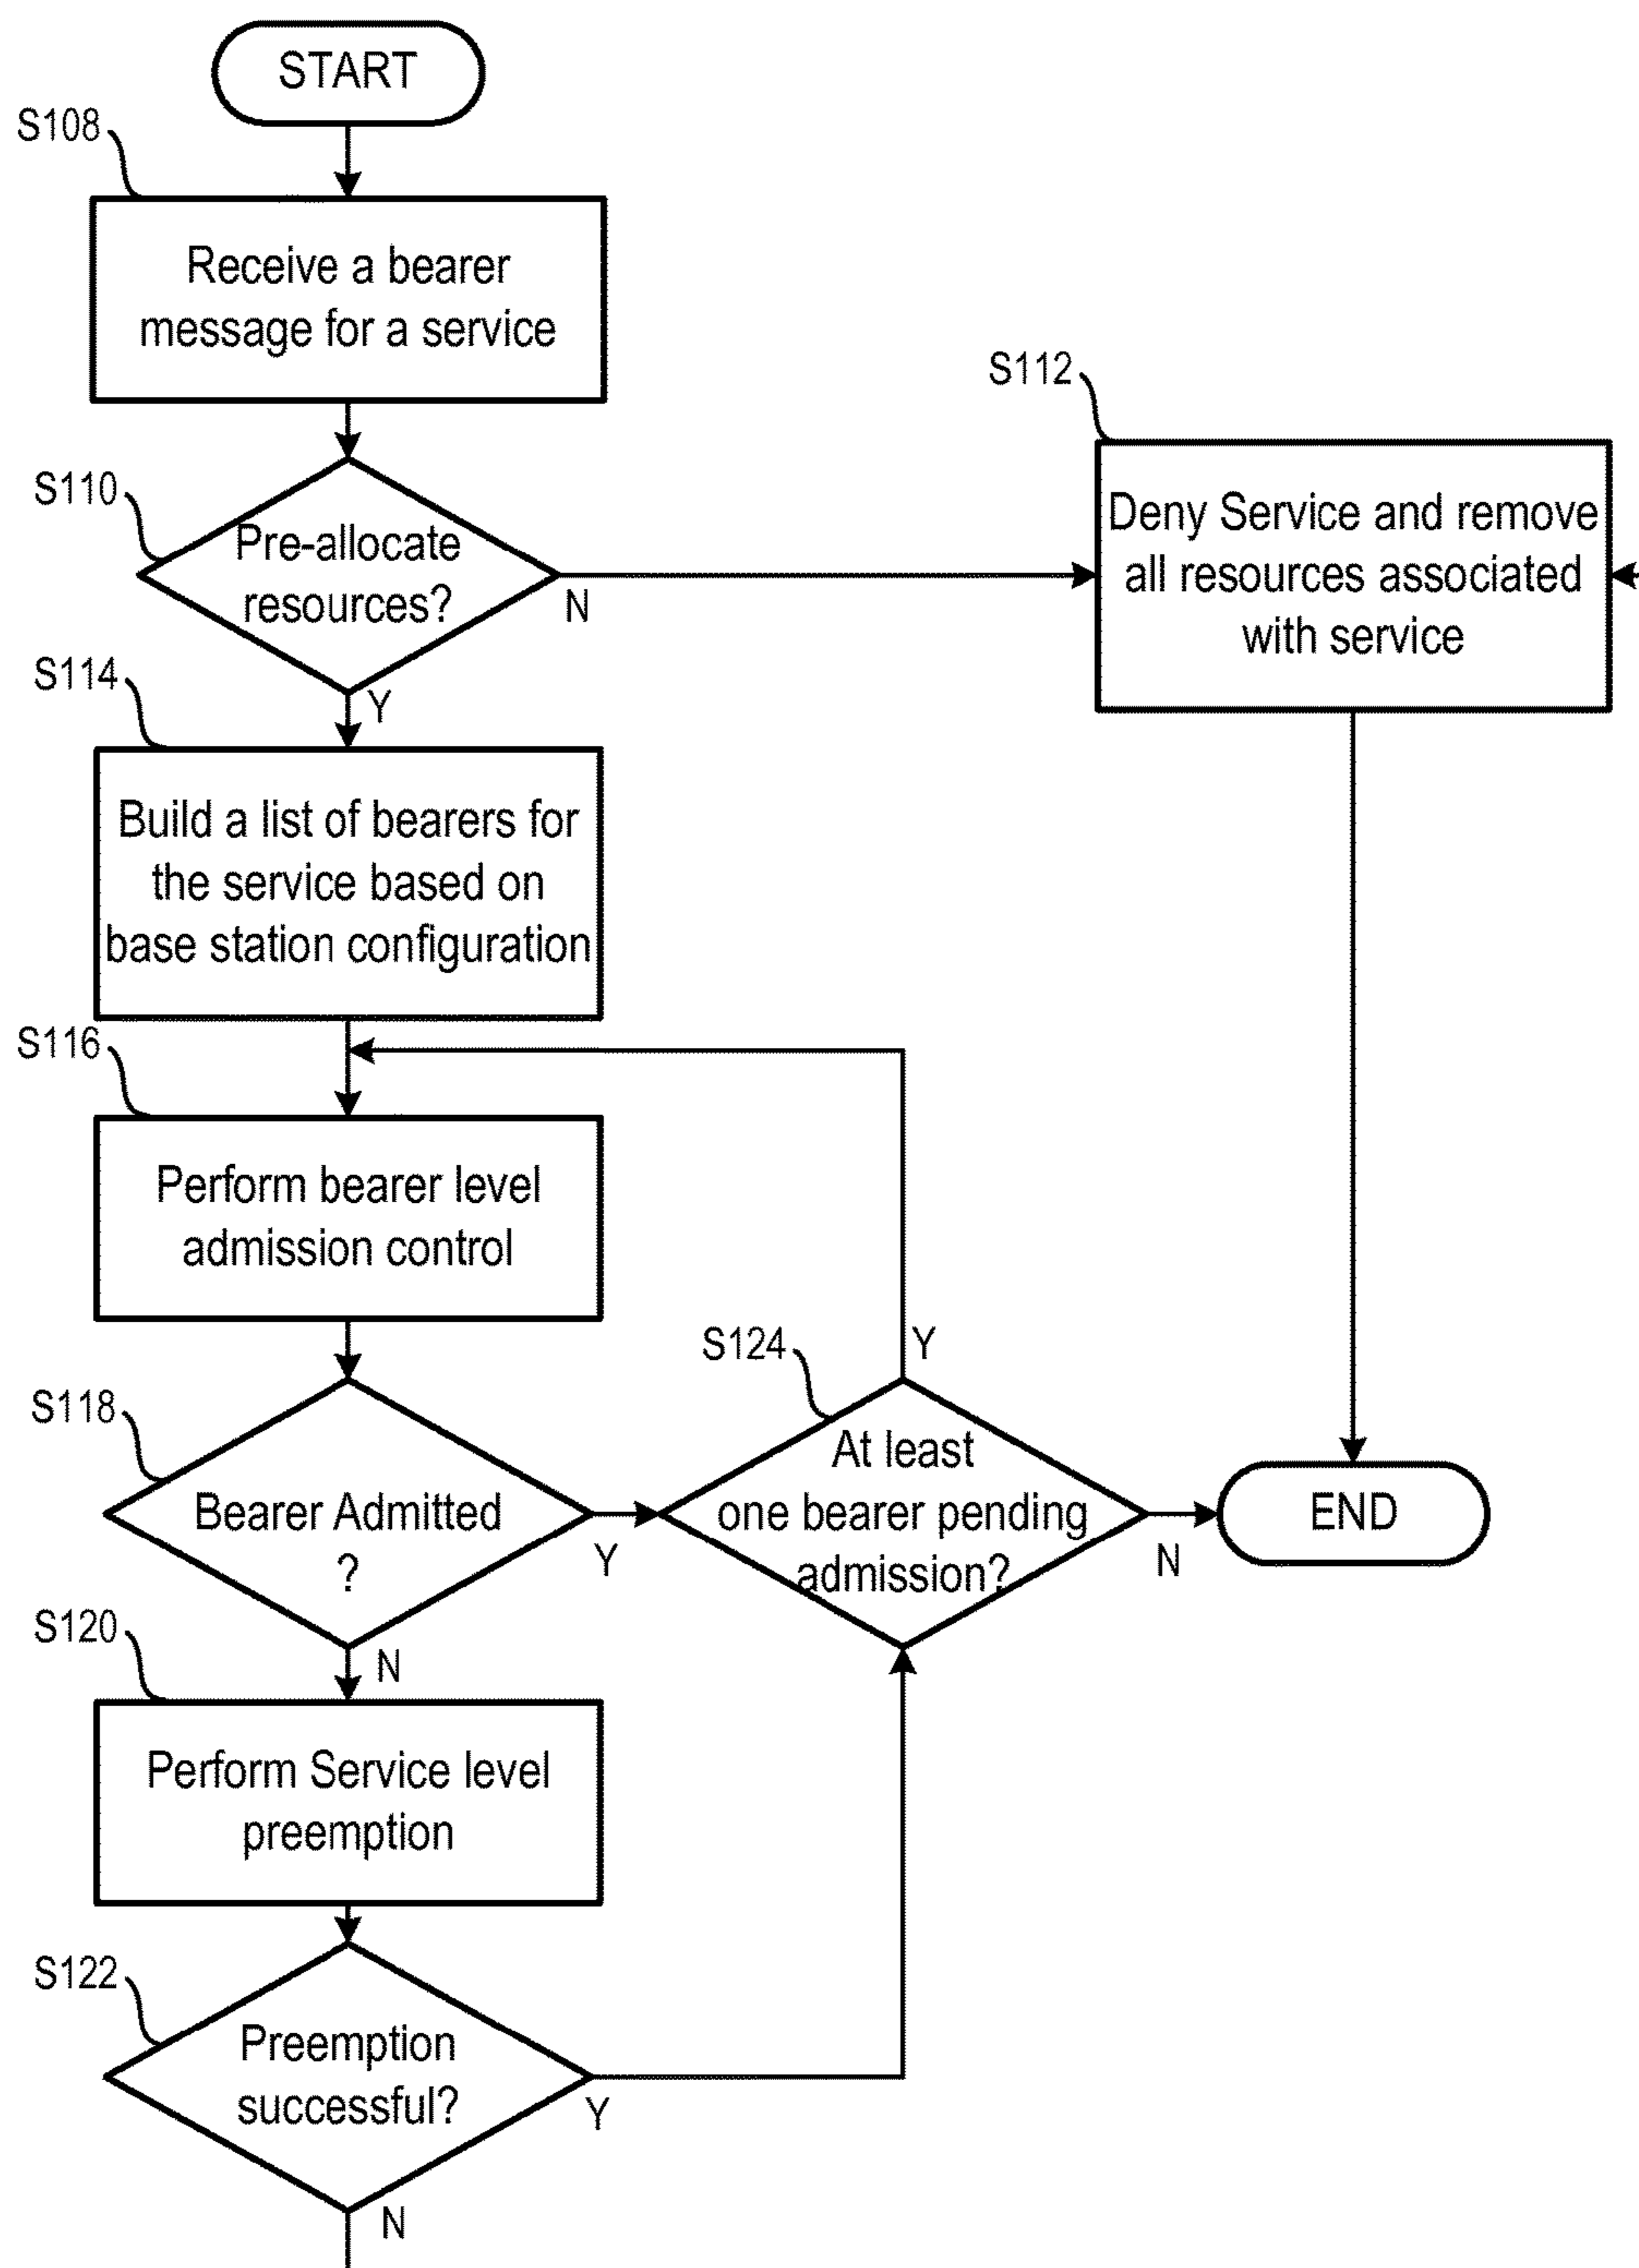 START
S108
Receive a bearer
message for a service
S110
Pre-allocate
resources?
N
Y
S112
Deny Service and remove
all resources associated
with service
S114
Build a list of bearers for
the service based on
base station configuration
S116
Perform bearer level
admission control
S118
Bearer Admitted
?
Y
N
S124
At least
one bearer pending
admission?
Y
N
END
S120
Perform Service level
preemption
S122
Preemption
successful?
Y
N